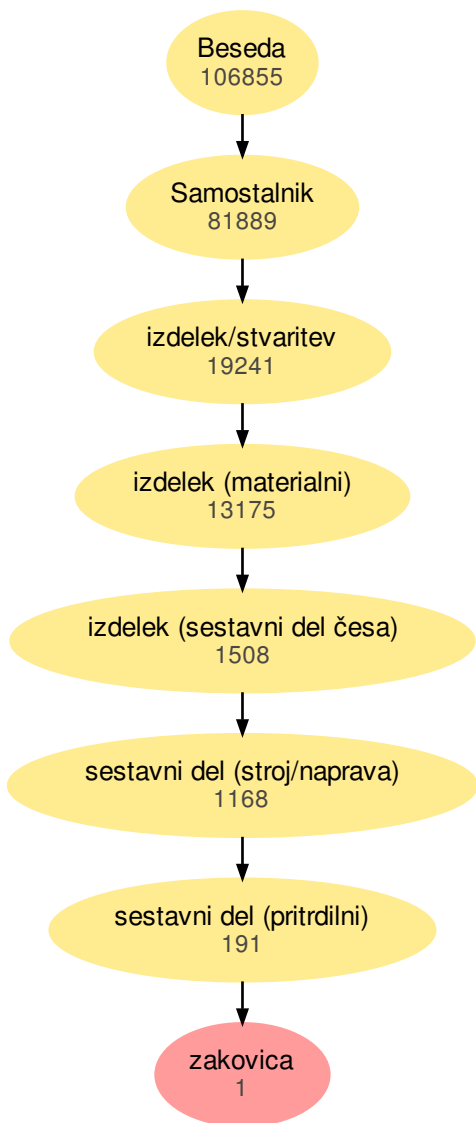 Beseda
106855
Samostalnik
81889
izdelek/stvaritev
19241
izdelek (materialni)
13175
izdelek (sestavni del česa)
1508
sestavni del (stroj/naprava)
1168
sestavni del (pritrdilni)
191
zakovica
1